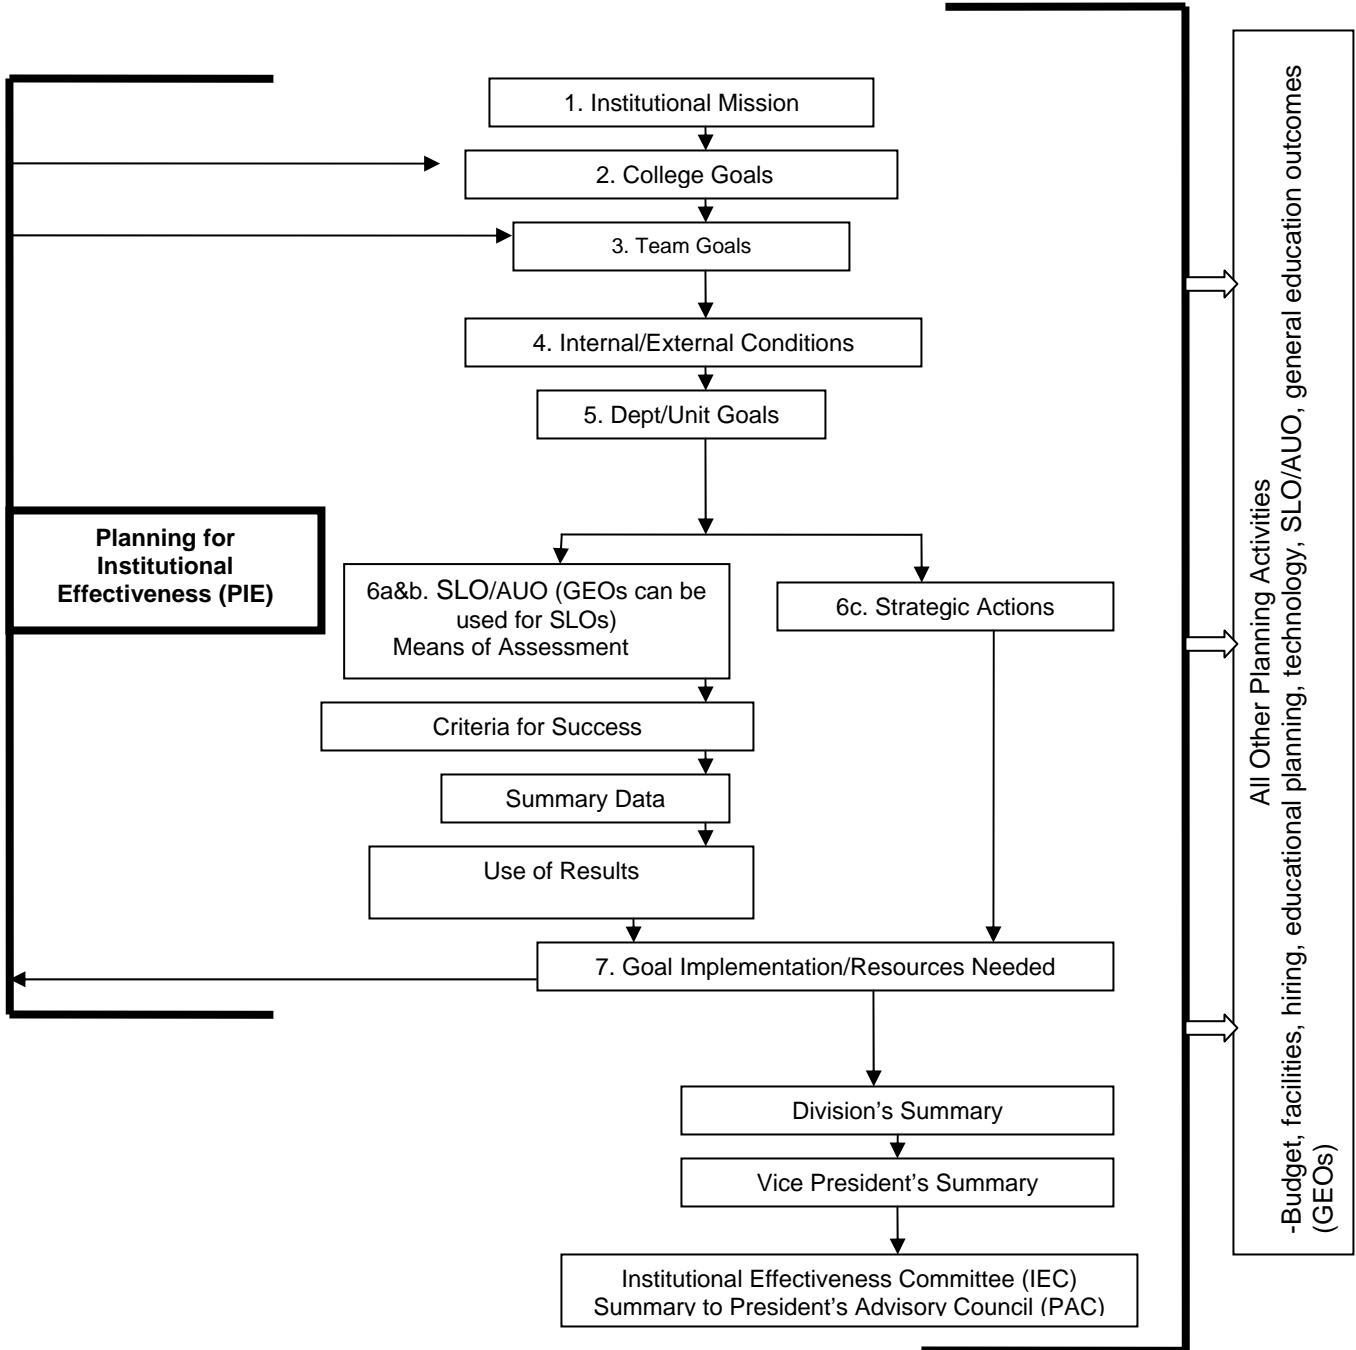 1. Institutional Mission
2. College Goals
3. Team Goals
4. Internal/External Conditions
5. Dept/Unit Goals
Planning for
Institutional
Effectiveness (PIE)
6a&b. SLO/AUO (GEOs can be
used for SLOs)
Means of Assessment
6c. Strategic Actions
Criteria for Success
Summary Data
Use of Results
7. Goal Implementation/Resources Needed
Division’s Summary
Vice President’s Summary
Institutional Effectiveness Committee (IEC)
Summary to President’s Advisory Council (PAC)
All Other Planning Activities
-Budget, facilities, hiring, educational planning, technology, SLO/AUO, general education outcomes
(GEOs)